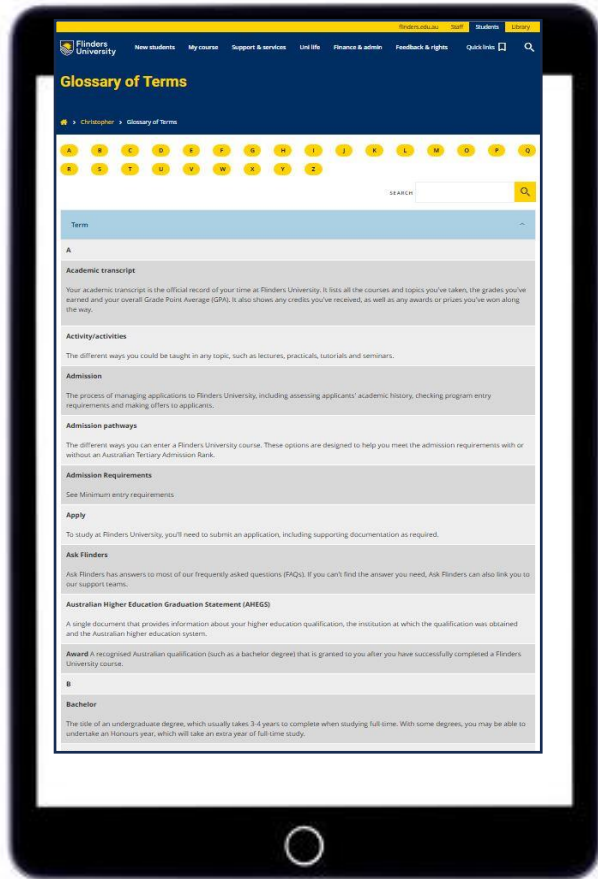 flinders.edu.au Staff Students Library
Flinders University New students My course Support & services Uni life Finance & admin Feedback & rights Quick links
Glossary of Terms
> Christopher > Glossary of Terms
A B C D E F G H I J K L M O P Q
R S T U V W X Y Z
SEARCH
Term
A
Academic transcript
Your academic transcript is the official record of your time at Flinders University. It lists all the courses and topics you've taken, the grades you've
earned and your overall Grade Point Average (GPA). It also shows any credits you've received, as well as any awards or prizes you've won along
the way.
Activity/activities
The different ways you could be taught in any topic, such as lectures, practicals, tutorials and seminars.
Admission
The process of managing applications to Flinders University, including assessing applicants' academic history, checking program entry
requirements and making offers to applicants.
Admission pathways
The different ways you can enter a Flinders University course. These options are designed to help you meet the admission requirements with or
without an Australian Tertiary Admission Rank.
Admission Requirements
See Minimum entry requirements
Apply
To study at Flinders University, you'll need to submit an application, including supporting documentation as required.
Ask Flinders
Ask Flinders has answers to most of our frequently asked questions (FAQs). If you can't find the answer you need, Ask Flinders can also link you to
our support teams.
Australian Higher Education Graduation Statement (AHEGS)
A single document that provides information about your higher education qualification, the institution at which the qualification was obtained
and the Australian higher education system.
Award A recognised Australian qualification (such as a bachelor degree) that is granted to you after you have successfully completed a Flinders
University course.
B
Bachelor
The title of an undergraduate degree, which usually takes 3-4 years to complete when studying full time. With some degrees, you may be able to
undertake an Honours year, which will take an extra year of full-time study.